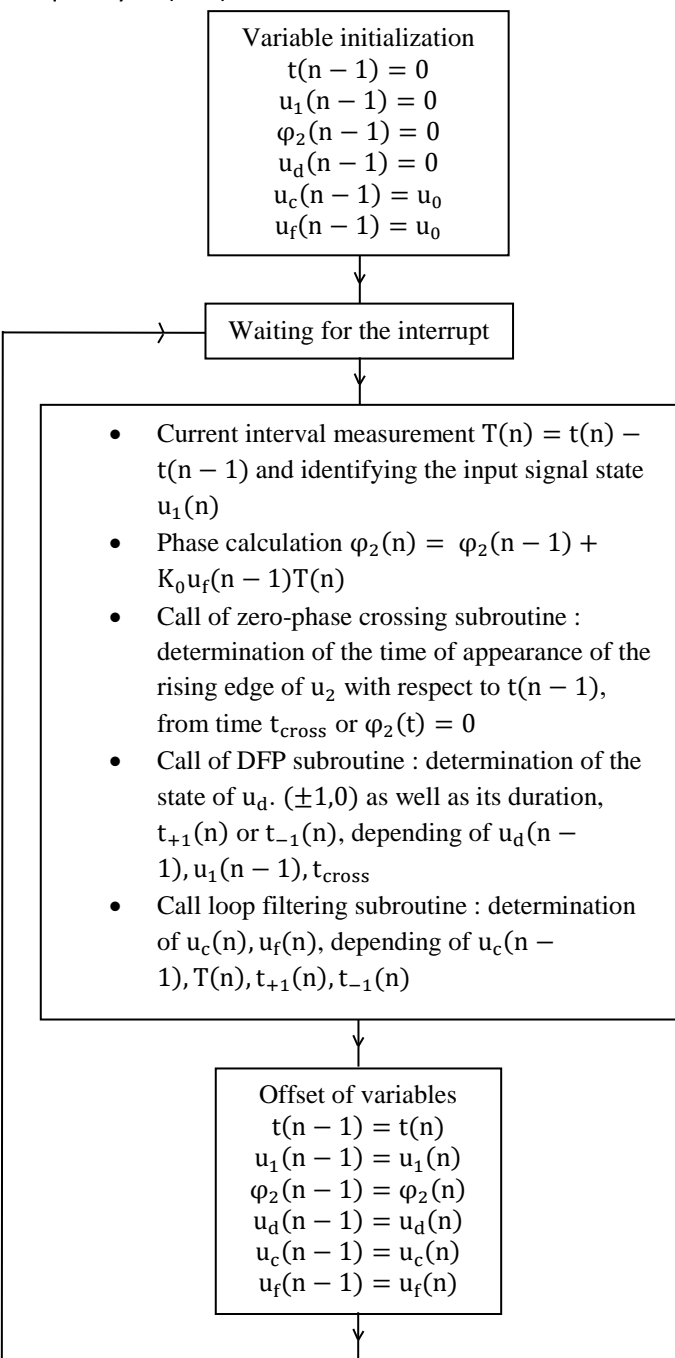 Variable initialization
t(n − 1) = 0
u₁(n − 1) = 0
φ₂(n − 1) = 0
u_d(n − 1) = 0
u_c(n − 1) = u₀
u_f(n − 1) = u₀
Waiting for the interrupt
• Current interval measurement T(n) = t(n) −
t(n − 1) and identifying the input signal state
u₁(n)
• Phase calculation φ₂(n) = φ₂(n − 1) +
K₀u_f(n − 1)T(n)
• Call of zero-phase crossing subroutine :
determination of the time of appearance of the
rising edge of u₂ with respect to t(n − 1),
from time t_cross or φ₂(t) = 0
• Call of DFP subroutine : determination of the
state of u_d. (±1,0) as well as its duration,
t₊₁(n) or t₋₁(n), depending of u_d(n −
1), u₁(n − 1), t_cross
• Call loop filtering subroutine : determination
of u_c(n), u_f(n), depending of u_c(n −
1), T(n), t₊₁(n), t₋₁(n)
Offset of variables
t(n − 1) = t(n)
u₁(n − 1) = u₁(n)
φ₂(n − 1) = φ₂(n)
u_d(n − 1) = u_d(n)
u_c(n − 1) = u_c(n)
u_f(n − 1) = u_f(n)